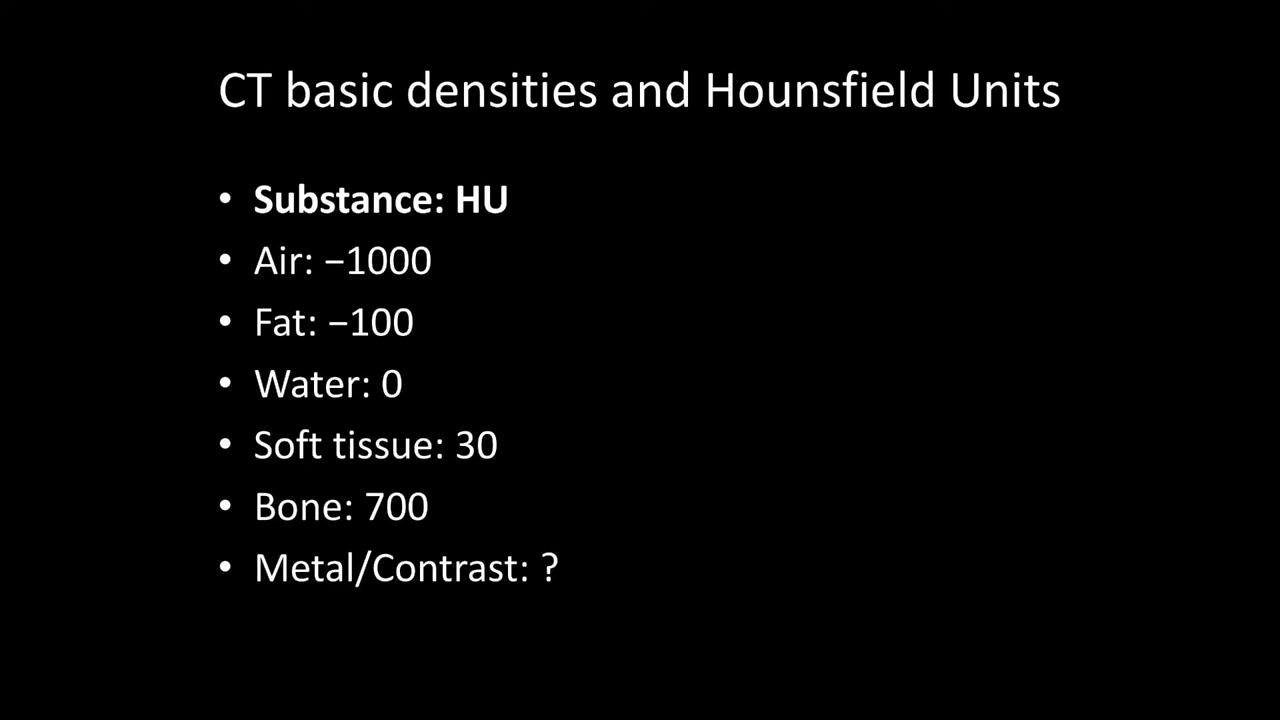 CT basic densities and Hounsfield Units
• Substance: HU
• Air: −1000
• Fat: −100
• Water: 0
• Soft tissue: 30
• Bone: 700
• Metal/Contrast: ?